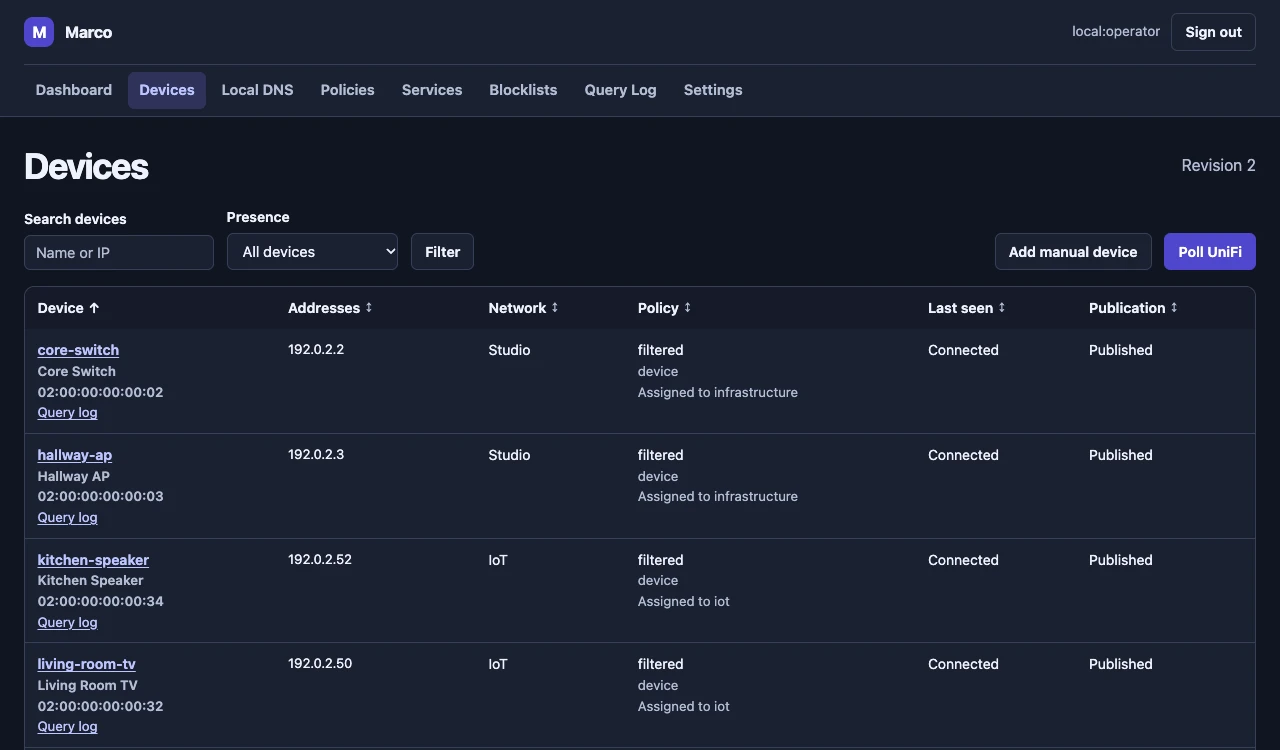 M Marco
local:operator
Sign out
Dashboard Devices Local DNS Policies Services Blocklists Query Log Settings
Devices
Revision 2
Search devices
Name or IP
Presence
All devices
Filter
Add manual device
Poll UniFi
Device ↑ Addresses ↕ Network ↕ Policy ↕ Last seen ↕ Publication ↕
core-switch 192.0.2.2 Studio filtered Connected Published
Core Switch device
02:00:00:00:00:02 Assigned to infrastructure
Query log
hallway-ap 192.0.2.3 Studio filtered Connected Published
Hallway AP device
02:00:00:00:00:03 Assigned to infrastructure
Query log
kitchen-speaker 192.0.2.52 IoT filtered Connected Published
Kitchen Speaker device
02:00:00:00:00:34 Assigned to iot
Query log
living-room-tv 192.0.2.50 IoT filtered Connected Published
Living Room TV device
02:00:00:00:00:32 Assigned to iot
Query log